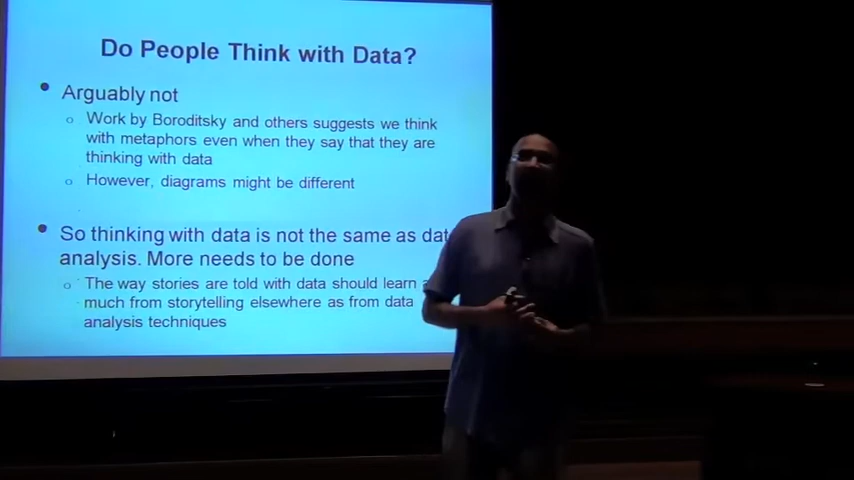 Do People Think with Data?
• Arguably not
o Work by Boroditsky and others suggests we think
with metaphors even when they say that they are
thinking with data
o However, diagrams might be different
• So thinking with data is not the same as dat
analysis. More needs to be done
o The way stories are told with data should learn
much from storytelling elsewhere as from data
analysis techniques